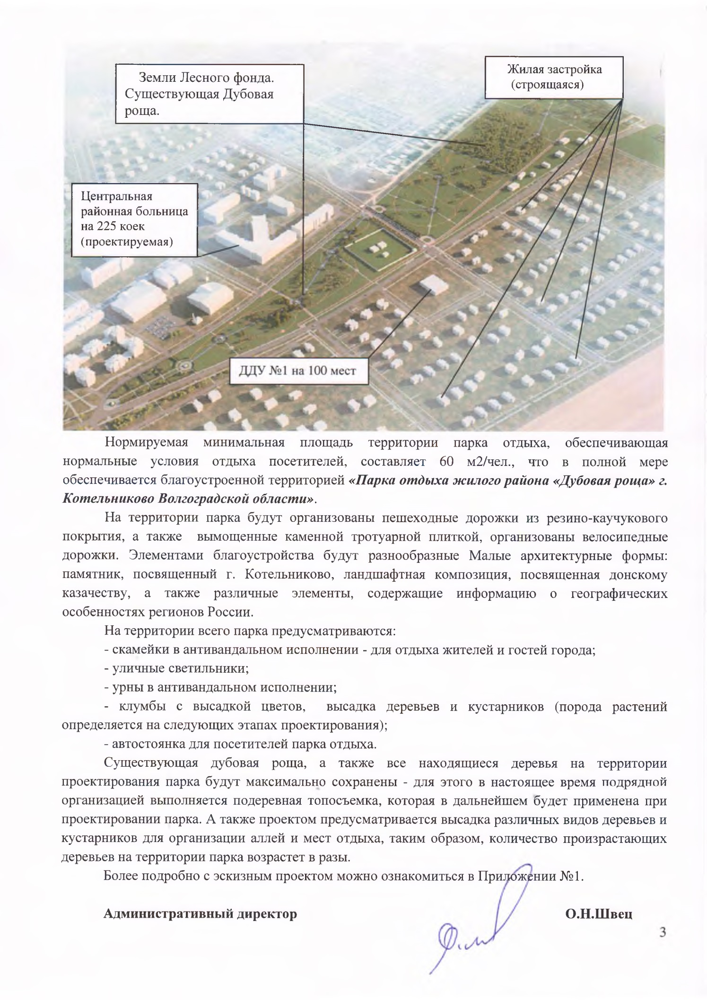 Земли Лесного фонда.
Существующая Дубовая
роща.
Жилая застройка
(строящаяся)
Центральная
районная больница
на 225 коек
(проектируемая)
ДДУ №1 на 100 мест
Нормируемая минимальная площадь территории парка отдыха, обеспечивающая
нормальные условия отдыха посетителей, составляет 60 м2/чел., что в полной мере
обеспечивается благоустроенной территорией «Парка отдыха жилого района «Дубовая роща» г.
Котельниково Волгоградской области».
На территории парка будут организованы пешеходные дорожки из резино-каучукового
покрытия, а также вымощенные каменной тротуарной плиткой, организованы велосипедные
дорожки. Элементами благоустройства будут разнообразные Малые архитектурные формы:
памятник, посвященный г. Котельниково, ландшафтная композиция, посвященная донскому
казачеству, а также различные элементы, содержащие информацию о географических
особенностях регионов России.
На территории всего парка предусматриваются:
- скамейки в антивандальном исполнении - для отдыха жителей и гостей города;
- уличные светильники;
- урны в антивандальном исполнении;
- клумбы с высадкой цветов, высадка деревьев и кустарников (порода растений
определяется на следующих этапах проектирования);
- автостоянка для посетителей парка отдыха.
Существующая дубовая роща, а также все находящиеся деревья на территории
проектирования парка будут максимально сохранены - для этого в настоящее время подрядной
организацией выполняется подеревная топосъемка, которая в дальнейшем будет применена при
проектировании парка. А также проектом предусматривается высадка различных видов деревьев и
кустарников для организации аллей и мест отдыха, таким образом, количество произрастающих
деревьев на территории парка возрастет в разы.
Более подробно с эскизным проектом можно ознакомиться в Приложении №1.
Административный директор О.Н.Швец
3